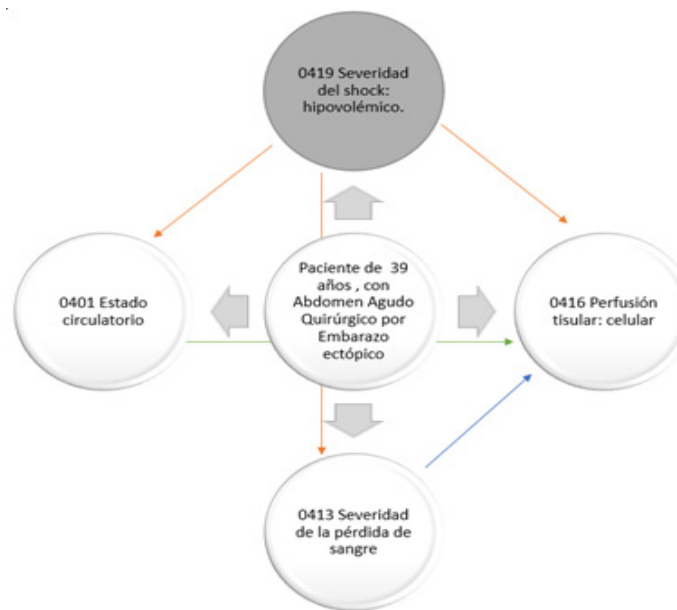 0419 Severidad
del shock:
hipovolémico.
0401 Estado
circulatorio
Paciente de 39
años , con
Abdomen Agudo
Quirúrgico por
Embarazo
ectópico
0416 Perfusión
tisular: celular
0413 Severidad
de la pérdida de
sangre